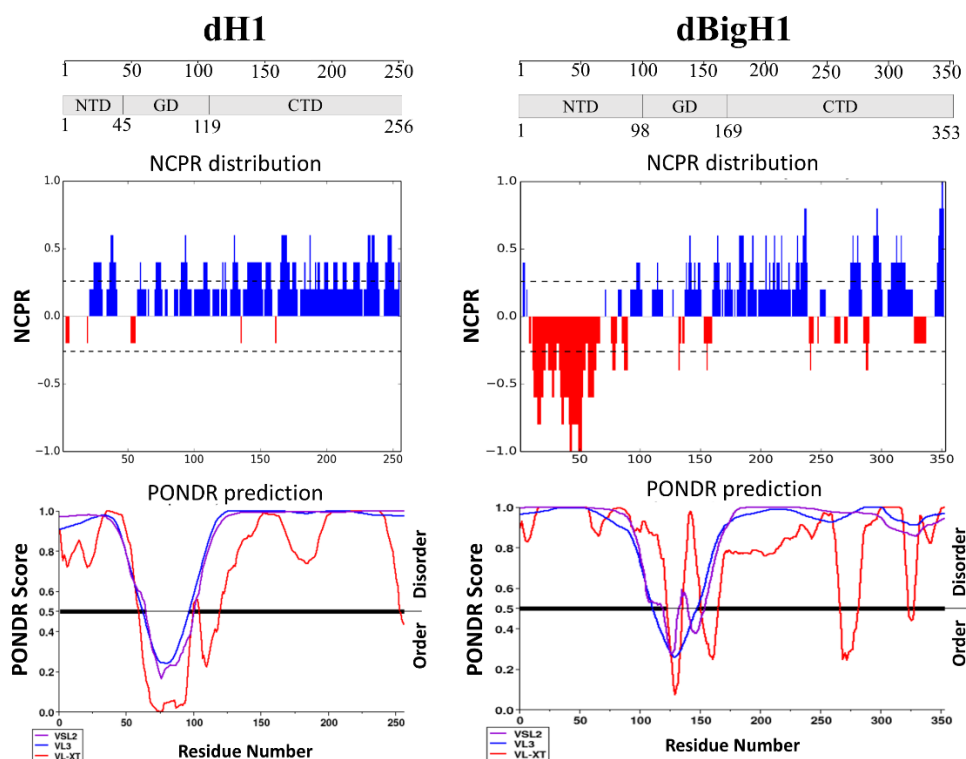 dH1
1 50 100 150 200 250
NTD GD CTD
1 45 119 256
NCPR distribution
NCPR
1.0
0.5
0.0
−0.5
−1.0
50 100 150 200 250
PONDR prediction
PONDR Score
1.0
0.8
0.6
0.5
0.4
0.2
0.0
0 50 100 150 200 250
Disorder
Order
VSL2
VL3
VL-XT
Residue Number
dBigH1
1 50 100 150 200 250 300 350
NTD GD CTD
1 98 169 353
NCPR distribution
NCPR
1.0
0.5
0.0
−0.5
−1.0
50 100 150 200 250 300 350
PONDR prediction
PONDR Score
1.0
0.8
0.6
0.5
0.4
0.2
0.0
0 50 100 150 200 250 300 350
Disorder
Order
VSL2
VL3
VL-XT
Residue Number